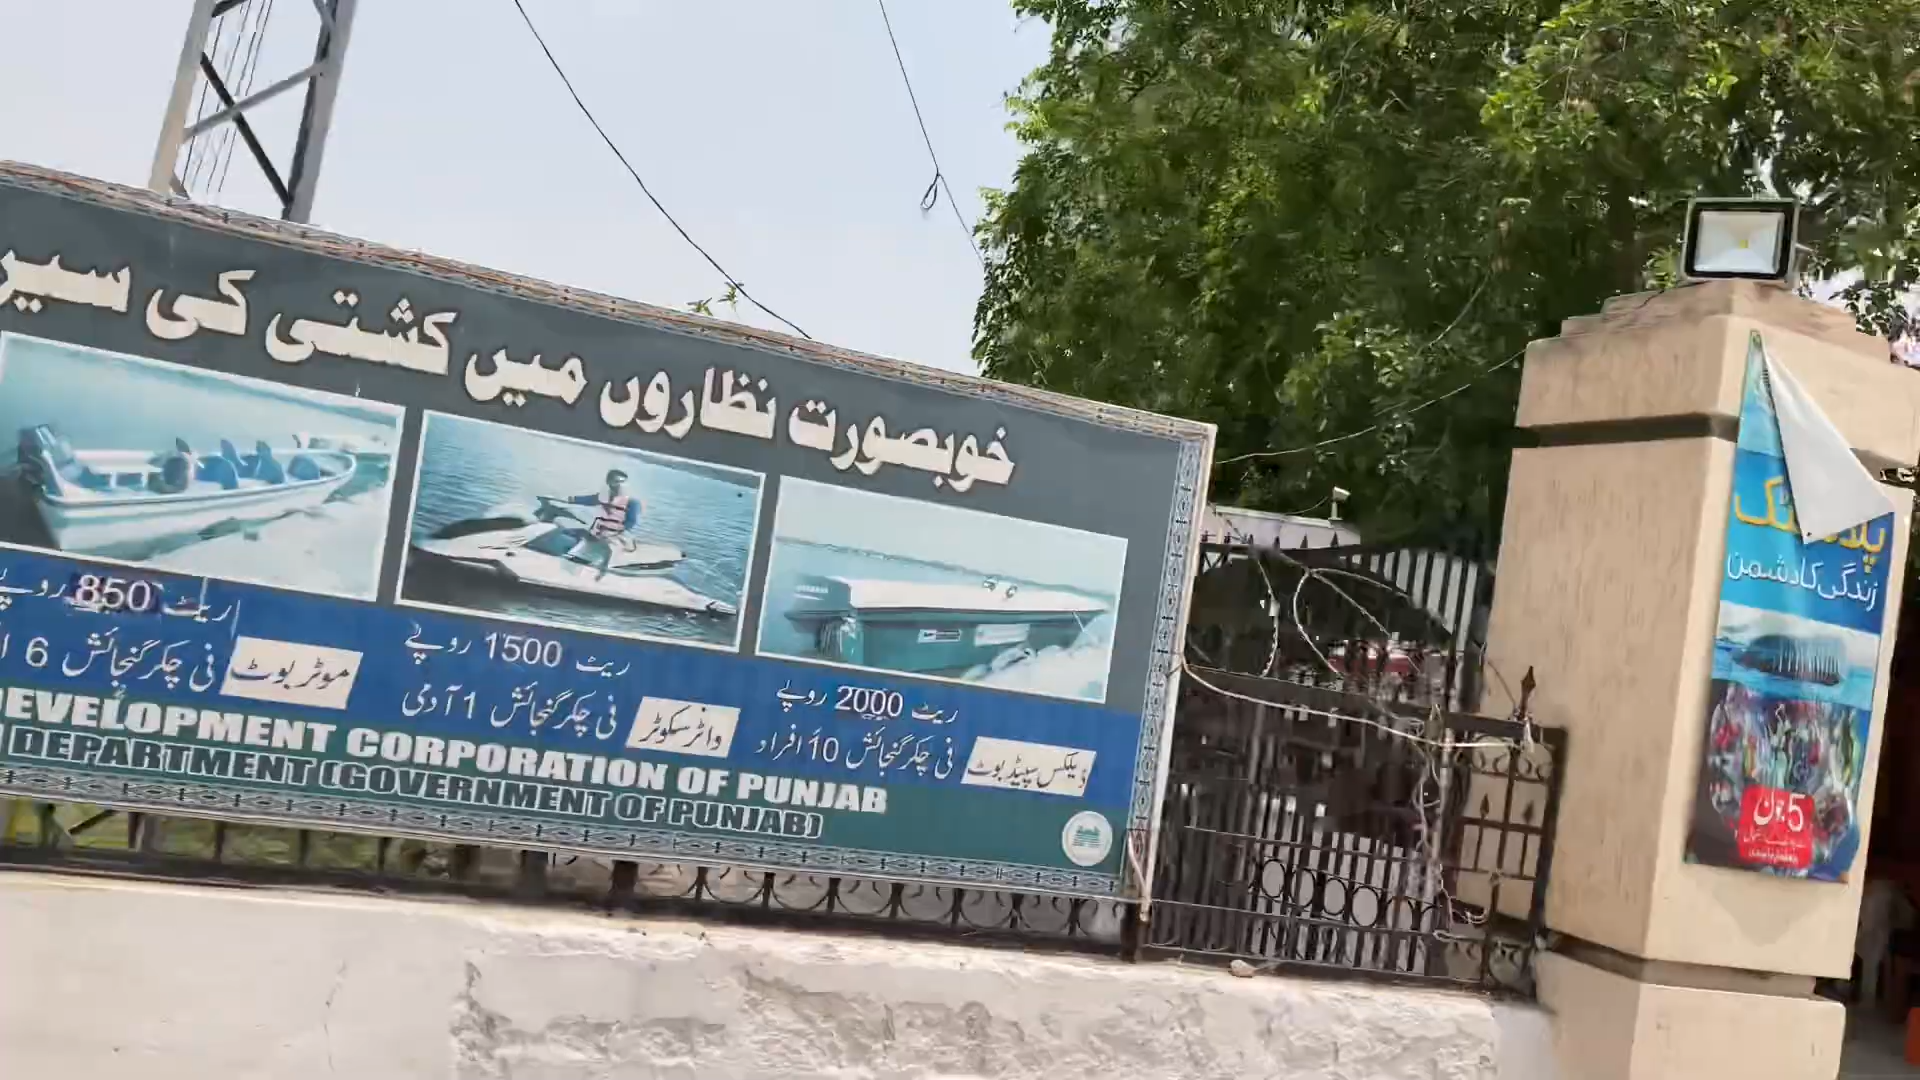 خوبصورت نظاروں میں کشتی کی سیر
ریٹ 2000 روپے
فی چکر گنجائش 10 افراد
ڈیلکس سپیڈ بوٹ
ریٹ 1500 روپے
فی چکر گنجائش 1 آدمی
واٹر سکوٹر
ریٹ 850 روپے
فی چکر گنجائش 6
موٹر بوٹ
DEVELOPMENT CORPORATION OF PUNJAB
DEPARTMENT (GOVERNMENT OF PUNJAB)
زندگی کا دشمن
5 جون